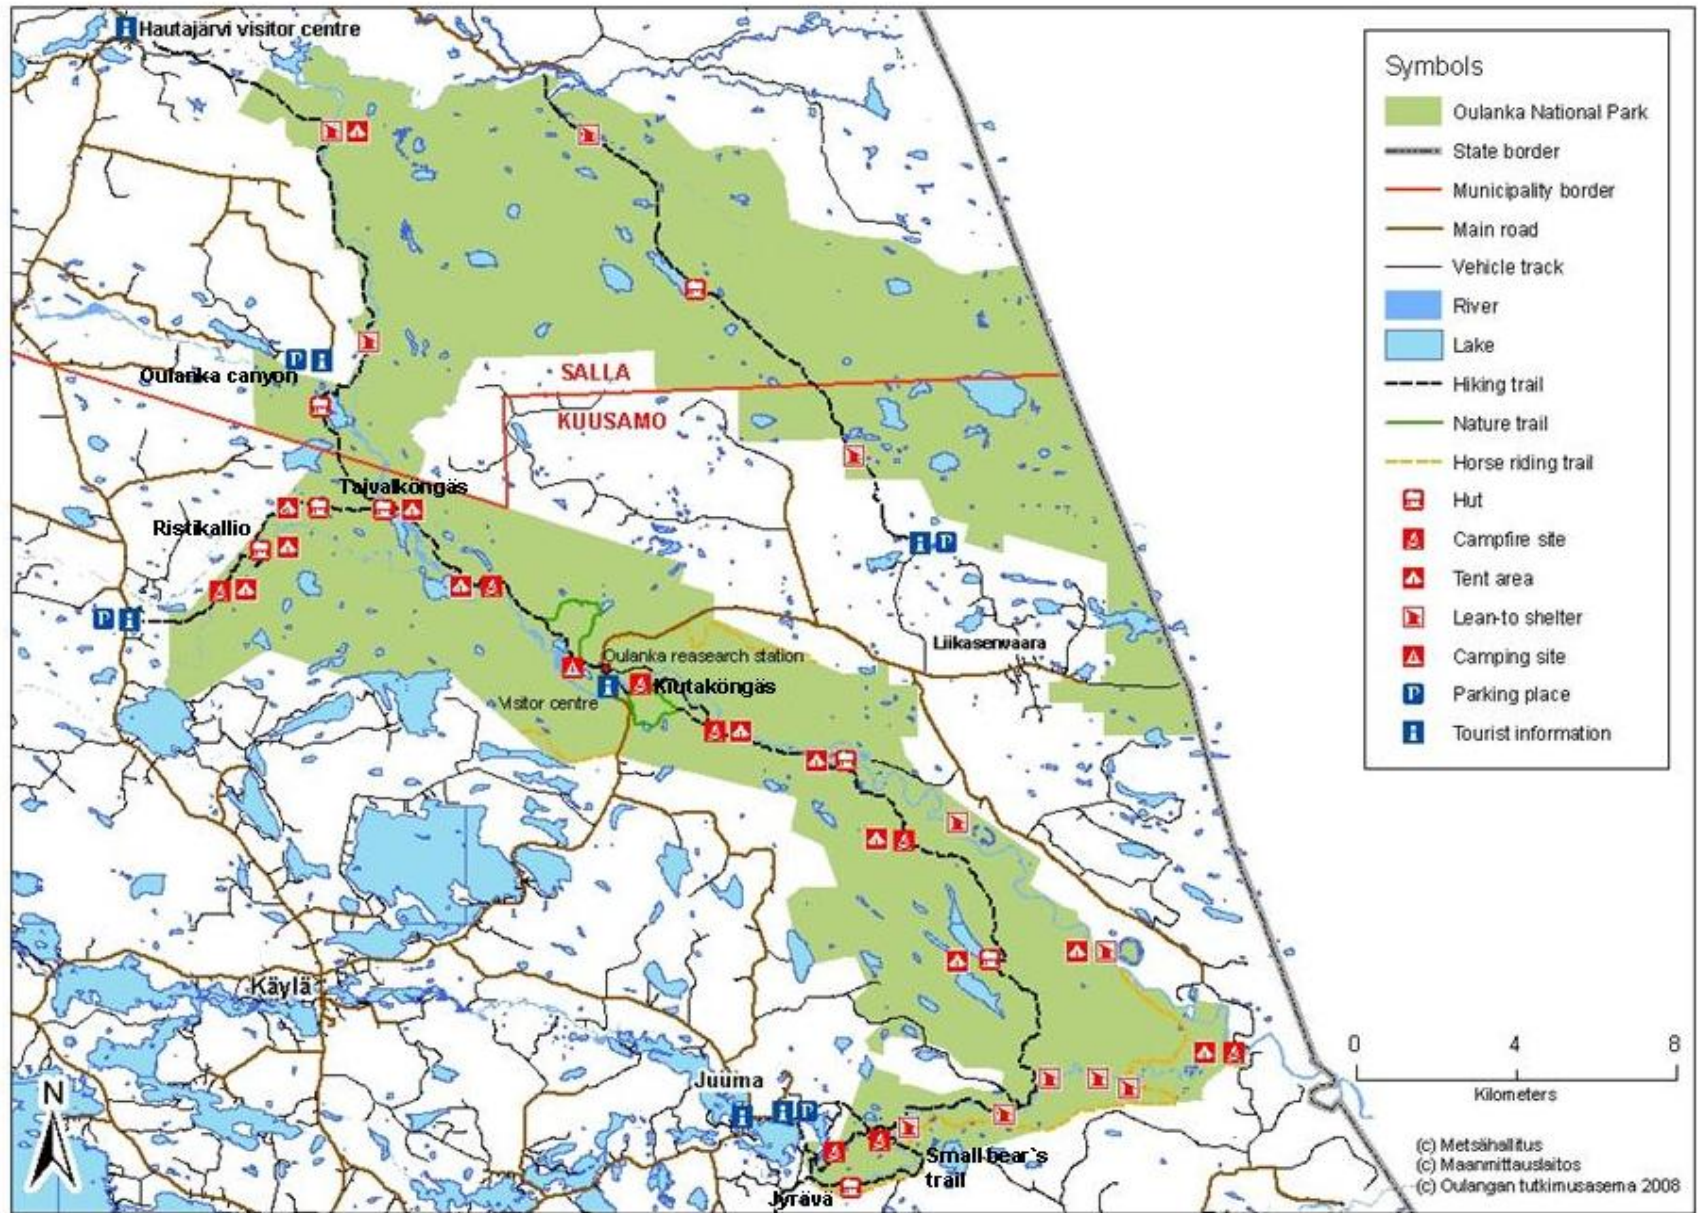 Hautajärvi visitor centre
Oulanka canyon
SALLA
KUUSAMO
Taivalköngäs
Ristikallio
P
i
Liikasenvaara
Oulanka reasearch station
Kiutaköngäs
Visitor centre
Käylä
Juuma
Small bear`s
trail
Jyrävä
N
Symbols
Oulanka National Park
State border
Municipality border
Main road
Vehicle track
River
Lake
Hiking trail
Nature trail
Horse riding trail
Hut
Campfire site
Tent area
Lean-to shelter
Camping site
P Parking place
i Tourist information
0 4 8
Kilometers
(c) Metsähallitus
(c) Maanmittauslaitos
(c) Oulangan tutkimusasema 2008